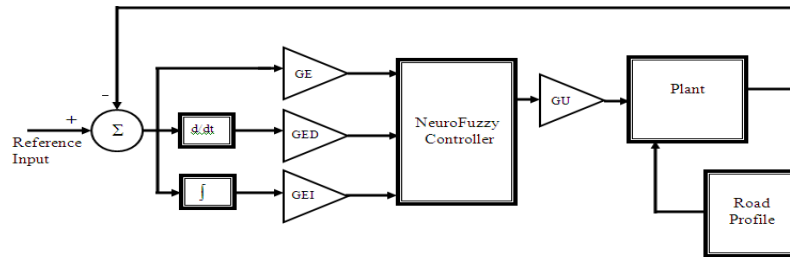 −
+
Σ
Reference
Input
d/dt
∫
GE
GED
GEI
NeuroFuzzy
Controller
GU
Plant
Road
Profile